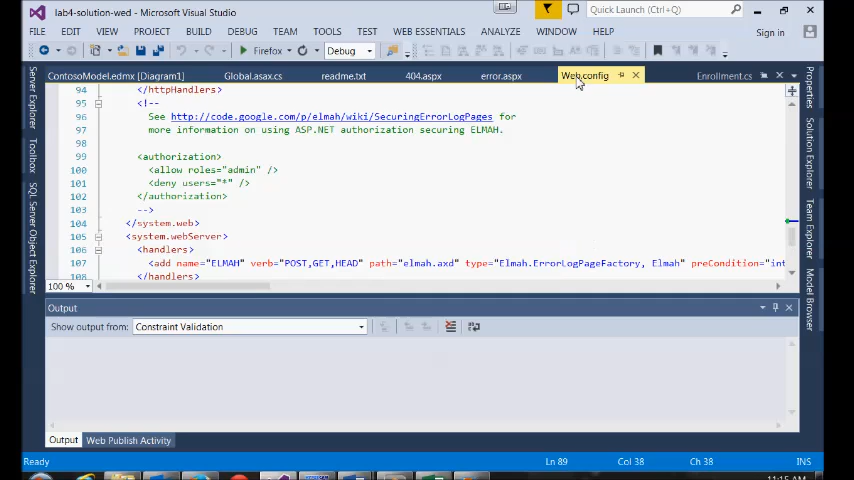 lab4-solution-wed - Microsoft Visual Studio
Quick Launch (Ctrl+Q)
FILE EDIT VIEW PROJECT BUILD DEBUG TEAM TOOLS TEST WEB ESSENTIALS ANALYZE WINDOW HELP Sign in
Firefox Debug
ContosoModel.edmx [Diagram1] Global.asax.cs readme.txt 404.aspx error.aspx Web.config Enrollment.cs
Server Explorer
Toolbox
SQL Server Object Explorer
94 </httpHandlers>
95 <!--
96 See http://code.google.com/p/elmah/wiki/SecuringErrorLogPages for
97 more information on using ASP.NET authorization securing ELMAH.
98
99 <authorization>
100 <allow roles="admin" />
101 <deny users="*" />
102 </authorization>
103 -->
104 </system.web>
105 <system.webServer>
106 <handlers>
107 <add name="ELMAH" verb="POST,GET,HEAD" path="elmah.axd" type="Elmah.ErrorLogPageFactory, Elmah" preCondition="int
108 </handlers>
100 %
Properties
Solution Explorer
Team Explorer
Model Browser
Output
Show output from: Constraint Validation
Output Web Publish Activity
Ready Ln 89 Col 38 Ch 38 INS
11:15 AM